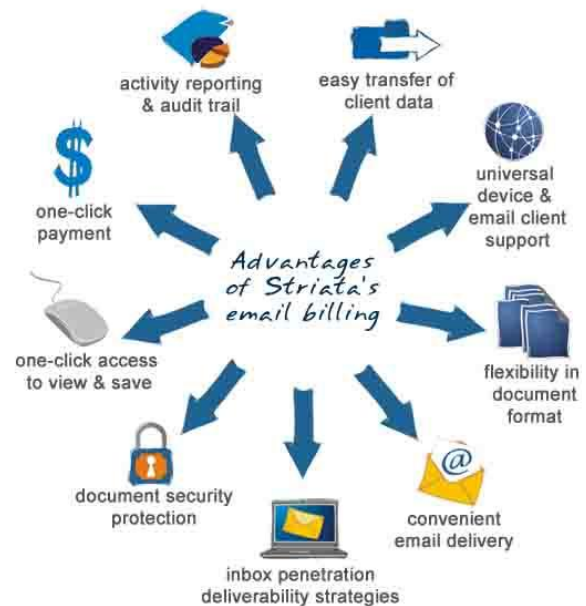 activity reporting
& audit trail
easy transfer of
client data
one-click
payment
universal
device &
email client
support
Advantages
of Striata's
email billing
one-click access
to view & save
flexibility in
document
format
document security
protection
@
convenient
email delivery
inbox penetration
deliverability strategies